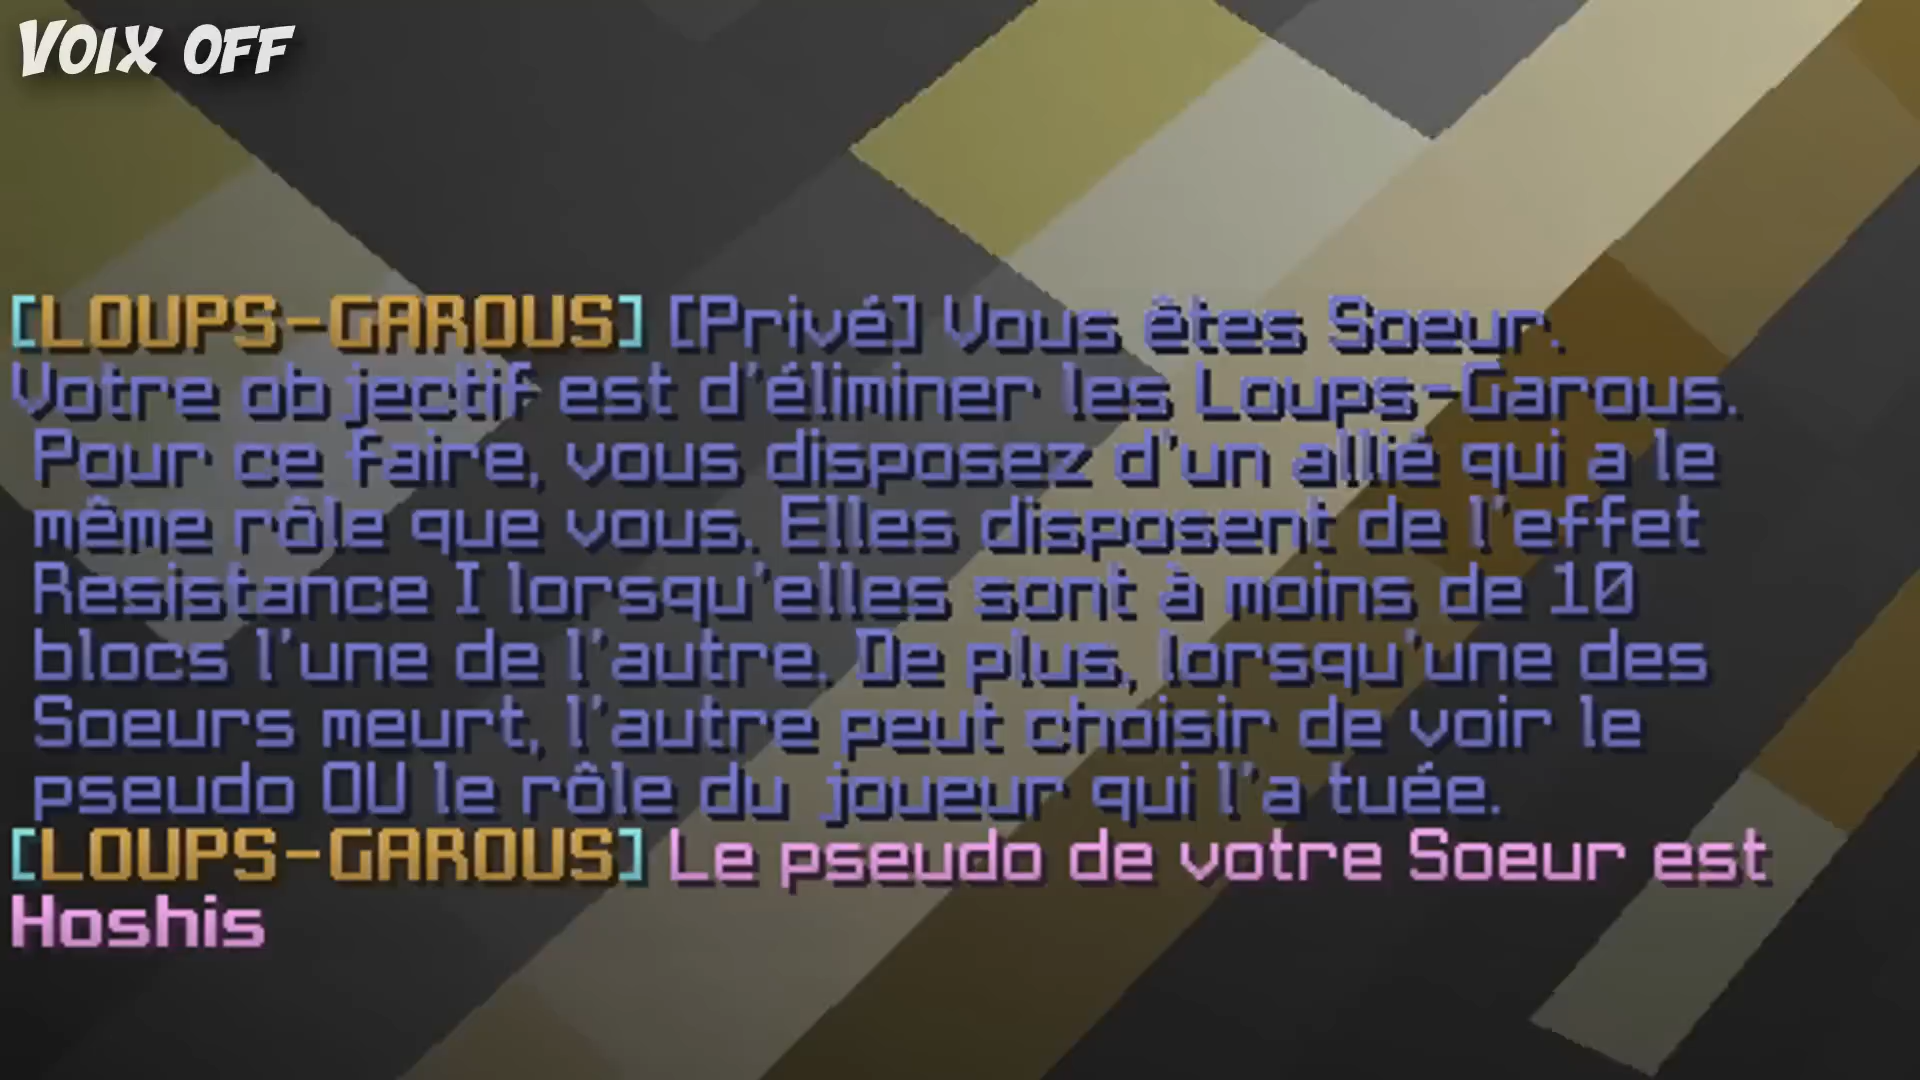 VOIX OFF
[LOUPS-GAROUS] [Privé] Vous êtes Soeur.
Votre objectif est d'éliminer les Loups-Garous.
Pour ce faire, vous disposez d'un allié qui a le
même rôle que vous. Elles disposent de l'effet
Resistance I lorsqu'elles sont à moins de 10
blocs l'une de l'autre. De plus, lorsqu'une des
Soeurs meurt, l'autre peut choisir de voir le
pseudo OU le rôle du joueur qui l'a tuée.
[LOUPS-GAROUS] Le pseudo de votre Soeur est
Hoshis